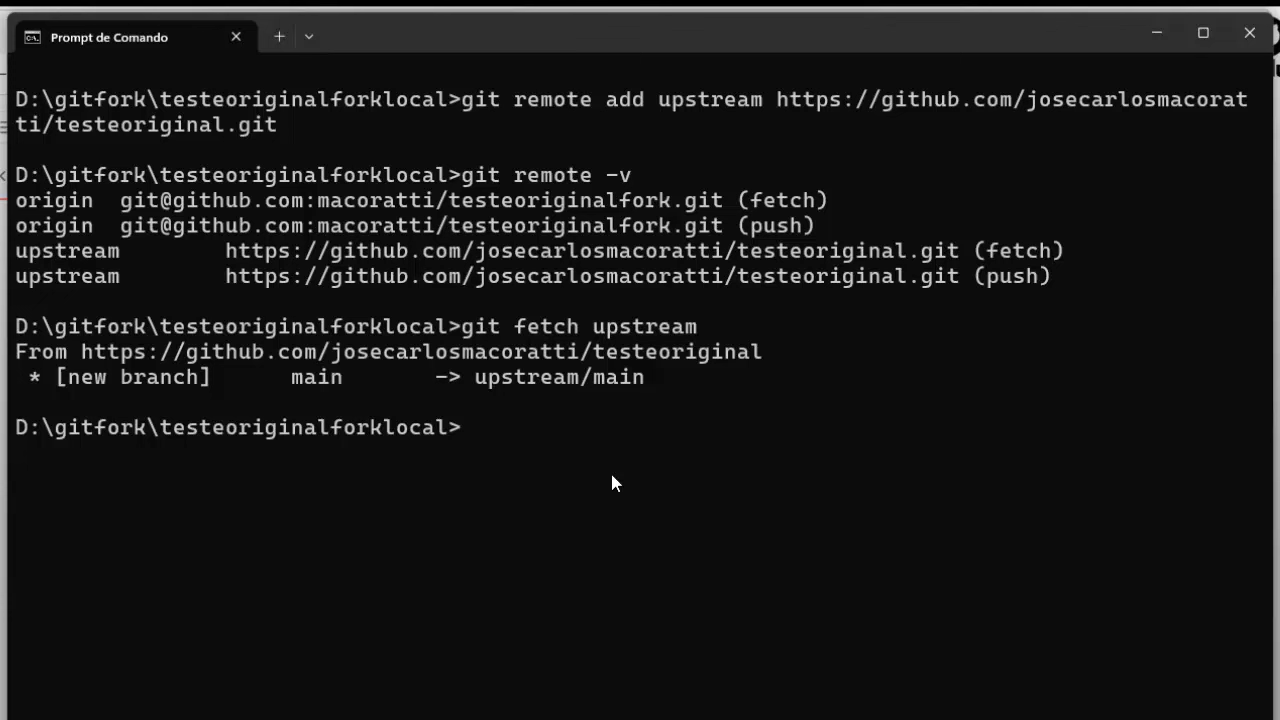 Prompt de Comando
D:\gitfork\testeoriginalforklocal>git remote add upstream https://github.com/josecarlosmacorat
ti/testeoriginal.git
D:\gitfork\testeoriginalforklocal>git remote -v
origin  git@github.com:macoratti/testeoriginalfork.git (fetch)
origin  git@github.com:macoratti/testeoriginalfork.git (push)
upstream        https://github.com/josecarlosmacoratti/testeoriginal.git (fetch)
upstream        https://github.com/josecarlosmacoratti/testeoriginal.git (push)
D:\gitfork\testeoriginalforklocal>git fetch upstream
From https://github.com/josecarlosmacoratti/testeoriginal
 * [new branch]      main       -> upstream/main
D:\gitfork\testeoriginalforklocal>